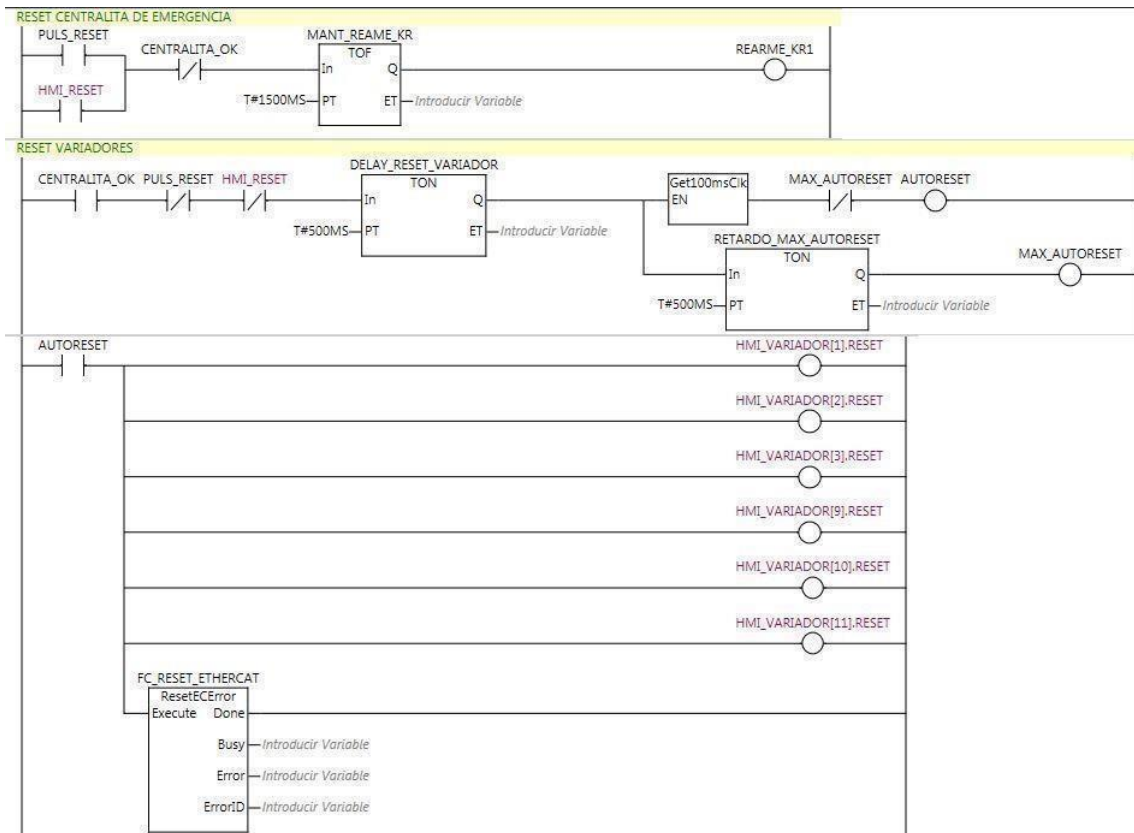 RESET CENTRALITA DE EMERGENCIA
PULS_RESET
CENTRALITA_OK
MANT_REAME_KR
REARME_KR1
TOF
In Q
HMI_RESET
T#1500MS PT ET Introducir Variable
RESET VARIADORES
DELAY_RESET_VARIADOR
CENTRALITA_OK PULS_RESET HMI_RESET
TON
Get100msClk
MAX_AUTORESET AUTORESET
In Q
EN
T#500MS PT ET Introducir Variable
RETARDO_MAX_AUTORESET
TON
MAX_AUTORESET
In Q
T#500MS PT ET Introducir Variable
AUTORESET
HMI_VARIADOR[1].RESET
HMI_VARIADOR[2].RESET
HMI_VARIADOR[3].RESET
HMI_VARIADOR[9].RESET
HMI_VARIADOR[10].RESET
HMI_VARIADOR[11].RESET
FC_RESET_ETHERCAT
ResetECError
Execute Done
Busy Introducir Variable
Error Introducir Variable
ErrorID Introducir Variable